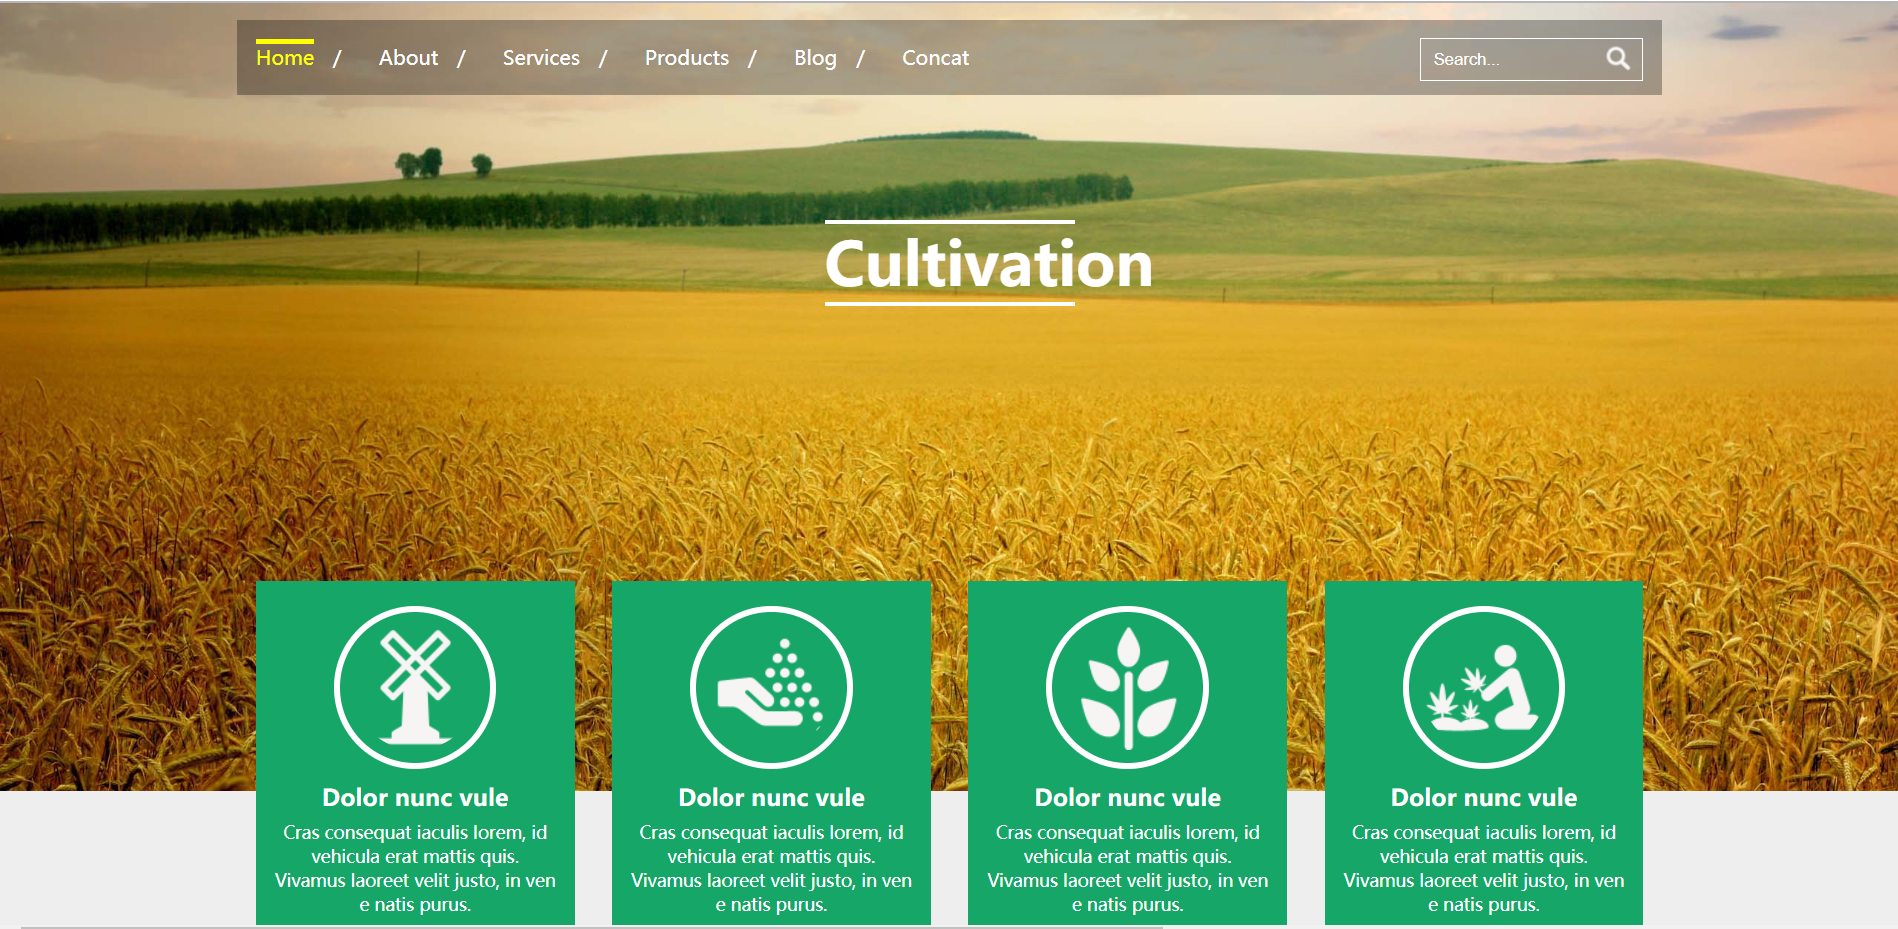 Home / About / Services / Products / Blog / Concat
Search...
Cultivation
Dolor nunc vule
Cras consequat iaculis lorem, id
vehicula erat mattis quis.
Vivamus laoreet velit justo, in ven
e natis purus.
Dolor nunc vule
Cras consequat iaculis lorem, id
vehicula erat mattis quis.
Vivamus laoreet velit justo, in ven
e natis purus.
Dolor nunc vule
Cras consequat iaculis lorem, id
vehicula erat mattis quis.
Vivamus laoreet velit justo, in ven
e natis purus.
Dolor nunc vule
Cras consequat iaculis lorem, id
vehicula erat mattis quis.
Vivamus laoreet velit justo, in ven
e natis purus.